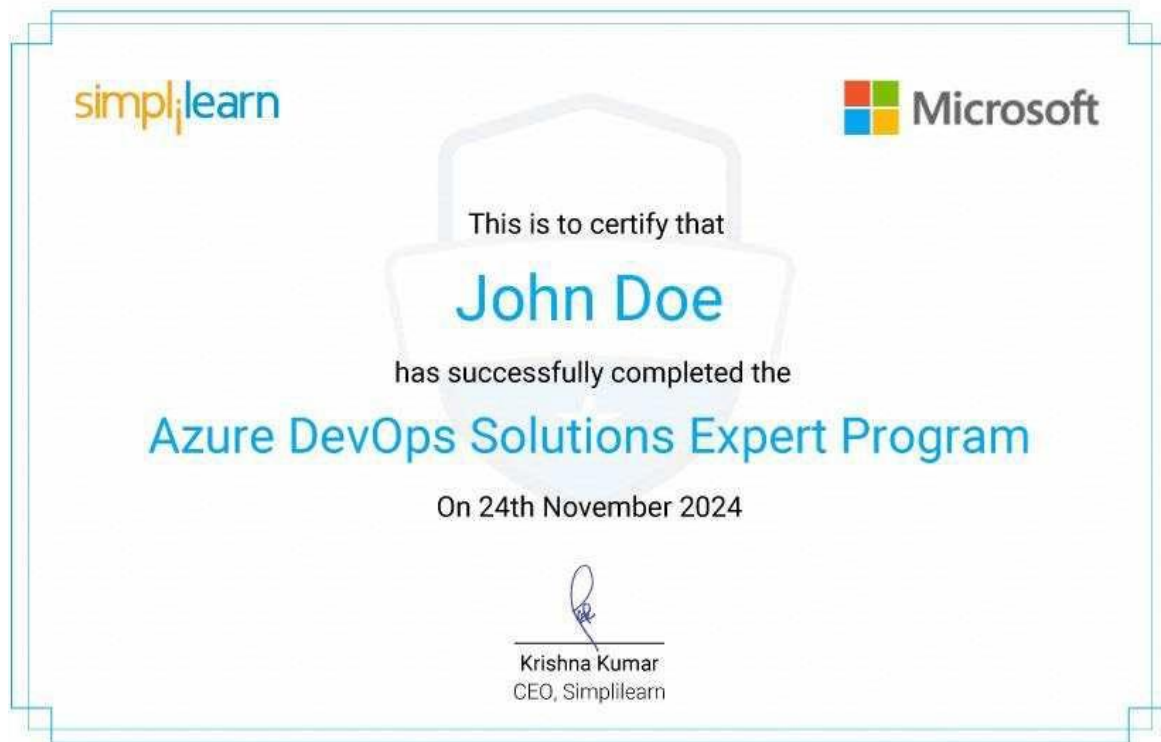 simplilearn
Microsoft
This is to certify that
John Doe
has successfully completed the
Azure DevOps Solutions Expert Program
On 24th November 2024
Krishna Kumar
CEO, Simplilearn